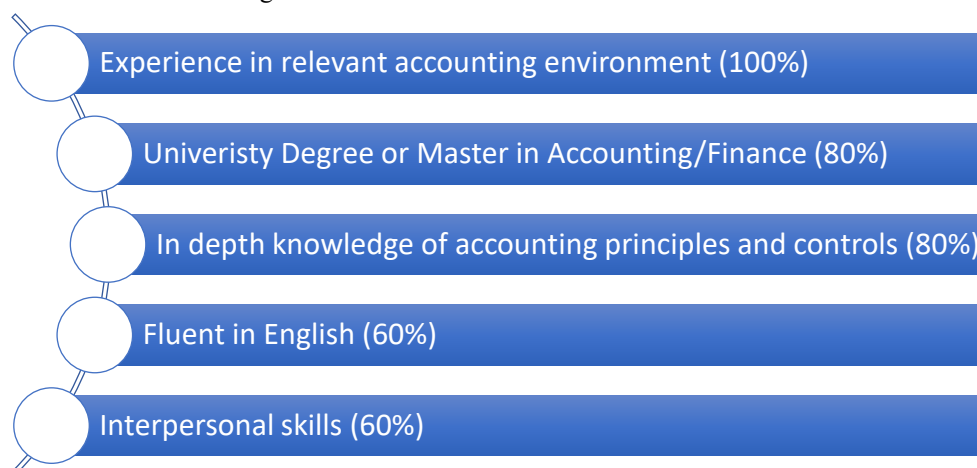 Experience in relevant accounting environment (100%)
Univeristy Degree or Master in Accounting/Finance (80%)
In depth knowledge of accounting principles and controls (80%)
Fluent in English (60%)
Interpersonal skills (60%)